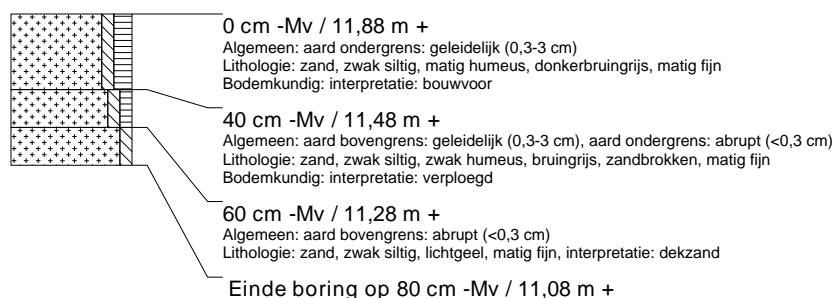 0 cm -Mv / 11,88 m +
Algemeen: aard ondergrens: geleidelijk (0,3-3 cm)
Lithologie: zand, zwak siltig, matig humeus, donkerbruingrijs, matig fijn
Bodemkundig: interpretatie: bouwvoor
40 cm -Mv / 11,48 m +
Algemeen: aard bovengrens: geleidelijk (0,3-3 cm), aard ondergrens: abrupt (<0,3 cm)
Lithologie: zand, zwak siltig, zwak humeus, bruingrijs, zandbrokken, matig fijn
Bodemkundig: interpretatie: verploegd
60 cm -Mv / 11,28 m +
Algemeen: aard bovengrens: abrupt (<0,3 cm)
Lithologie: zand, zwak siltig, lichtgeel, matig fijn, interpretatie: dekzand
Einde boring op 80 cm -Mv / 11,08 m +